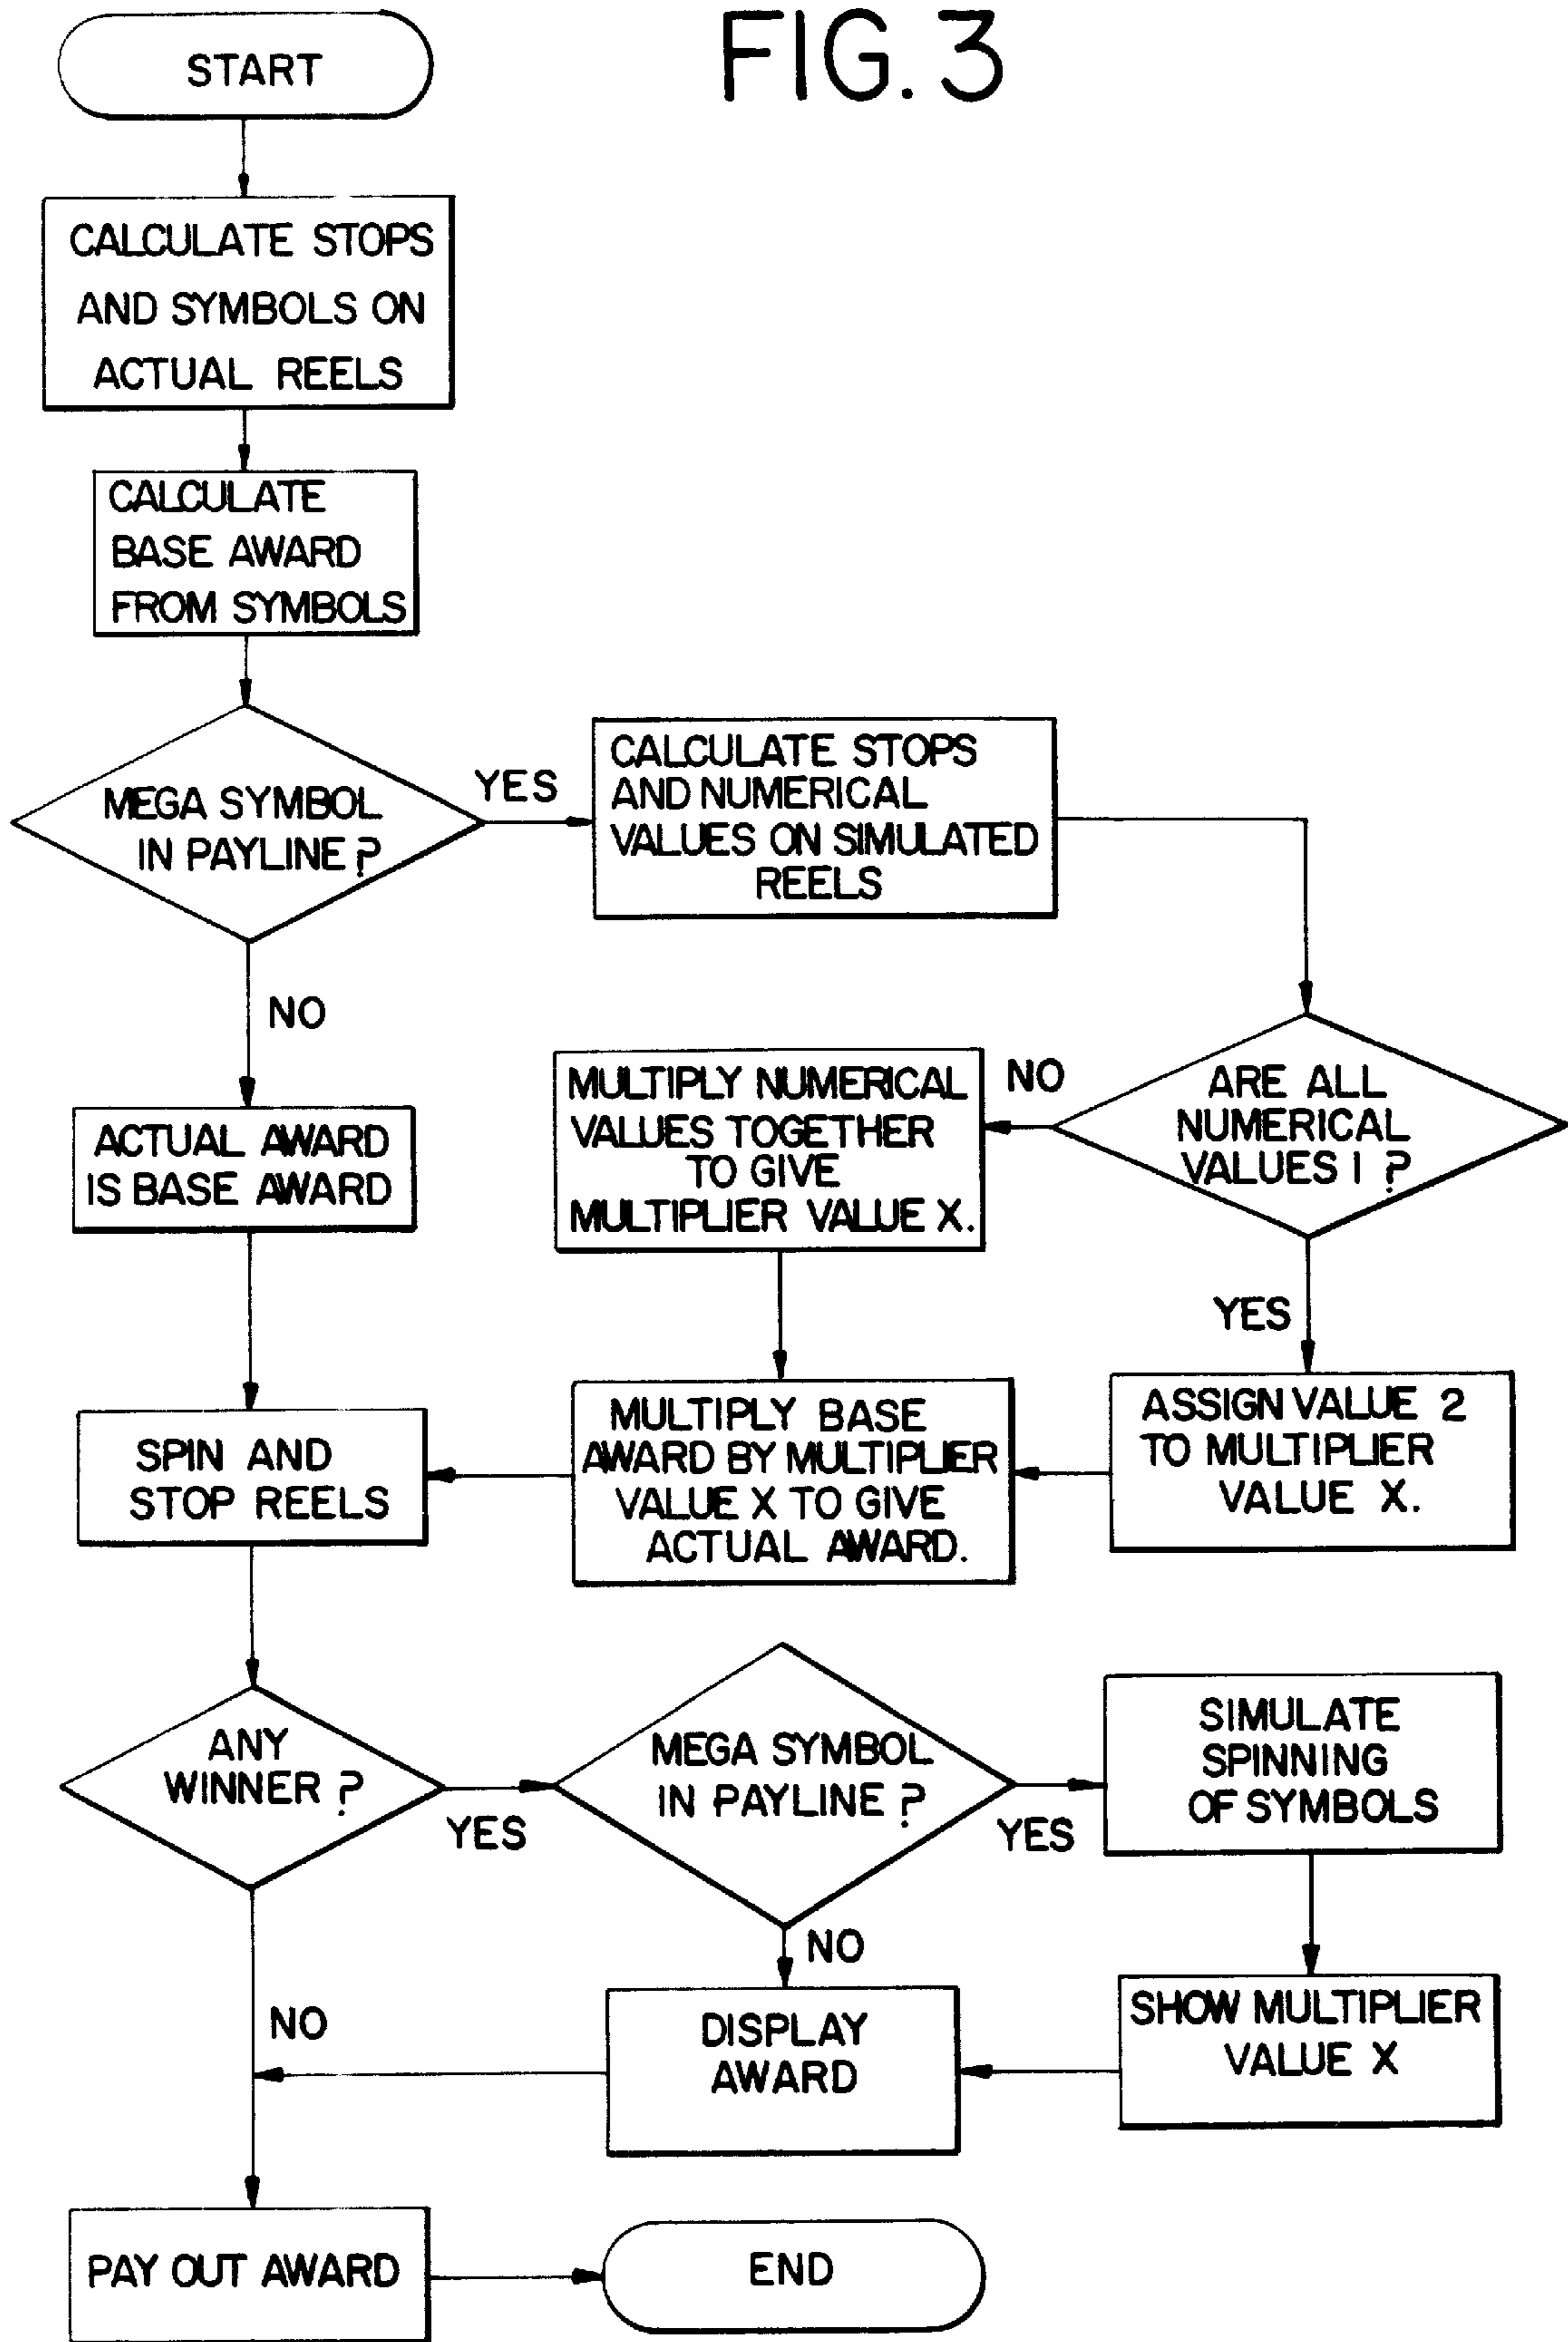 FIG. 3
START
CALCULATE STOPS
AND SYMBOLS ON
ACTUAL REELS
CALCULATE
BASE AWARD
FROM SYMBOLS
MEGA SYMBOL
IN PAYLINE?
YES
CALCULATE STOPS
AND NUMERICAL
VALUES ON SIMULATED
REELS
NO
ARE ALL
NUMERICAL
VALUES 1 ?
NO
MULTIPLY NUMERICAL
VALUES TOGETHER
TO GIVE
MULTIPLIER VALUE X.
ACTUAL AWARD
IS BASE AWARD
YES
ASSIGN VALUE 2
TO MULTIPLIER
VALUE X.
MULTIPLY BASE
AWARD BY MULTIPLIER
VALUE X TO GIVE
ACTUAL AWARD.
SPIN AND
STOP REELS
ANY
WINNER ?
YES
MEGA SYMBOL
IN PAYLINE ?
YES
SIMULATE
SPINNING
OF SYMBOLS
NO
NO
DISPLAY
AWARD
SHOW MULTIPLIER
VALUE X
PAY OUT AWARD
END